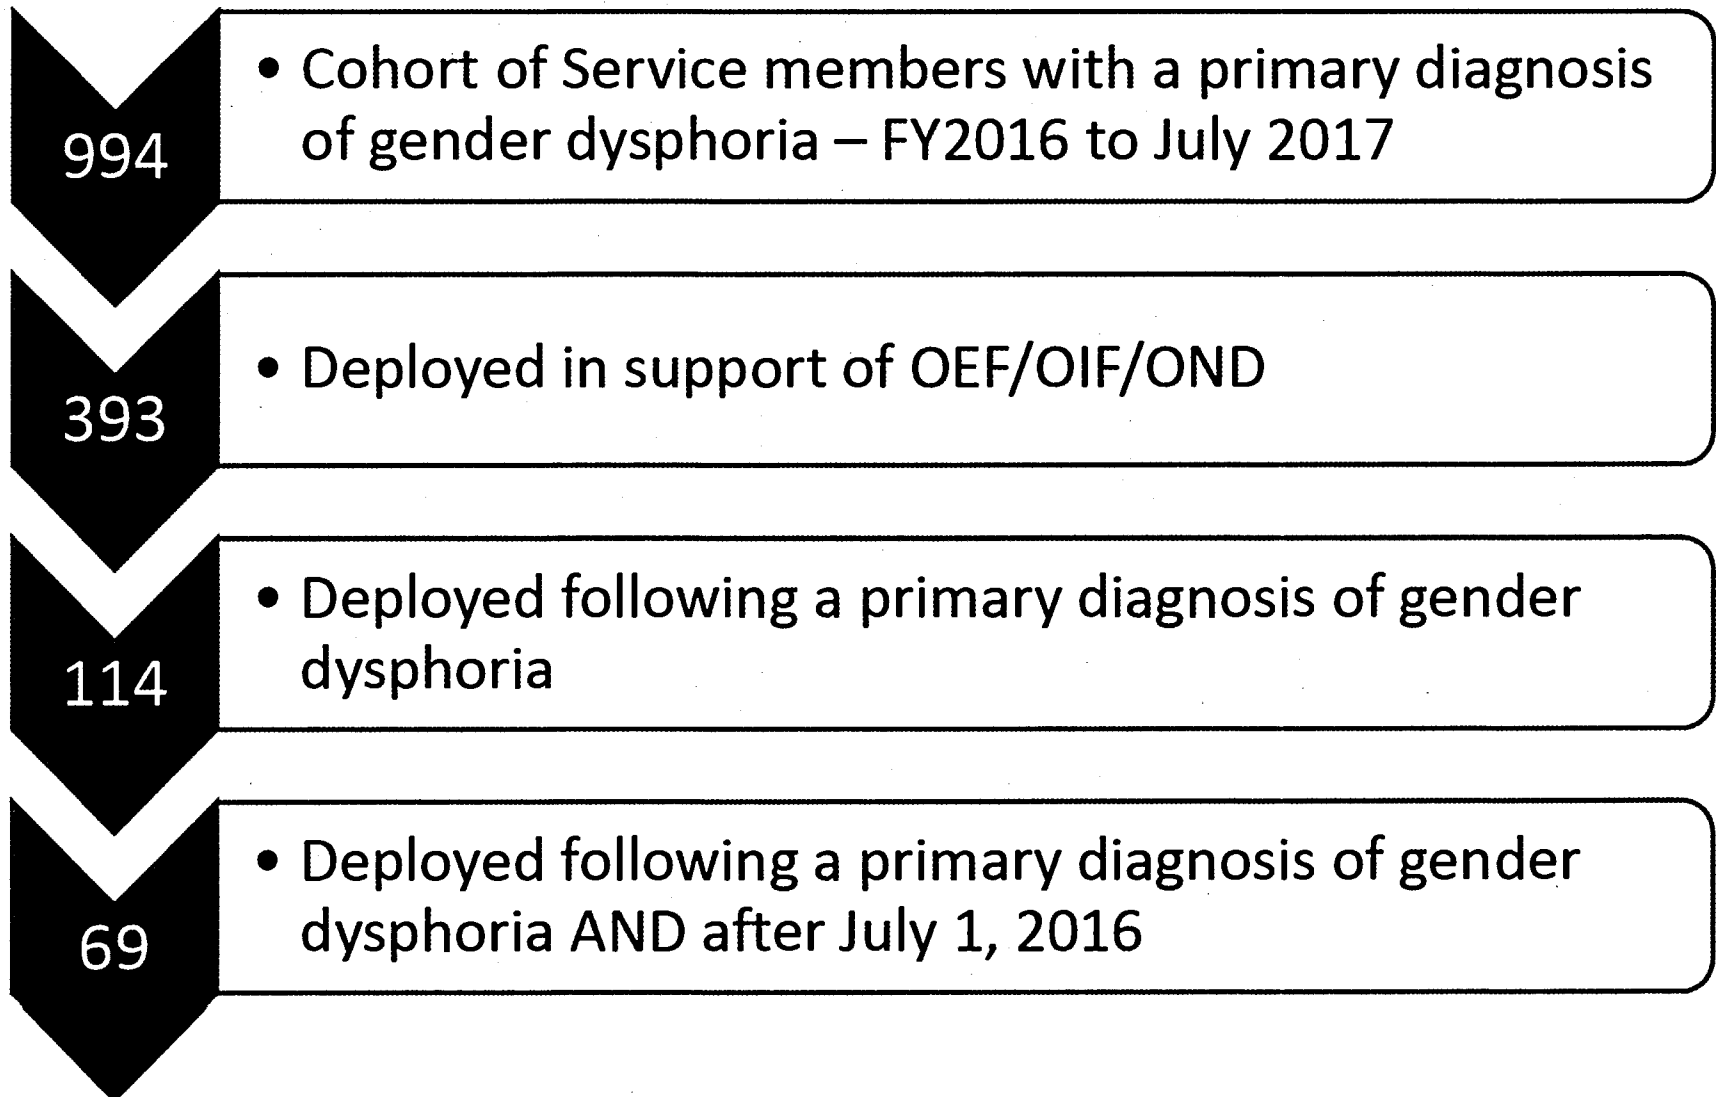 994
• Cohort of Service members with a primary diagnosis
of gender dysphoria – FY2016 to July 2017
393
• Deployed in support of OEF/OIF/OND
114
• Deployed following a primary diagnosis of gender
dysphoria
69
• Deployed following a primary diagnosis of gender
dysphoria AND after July 1, 2016